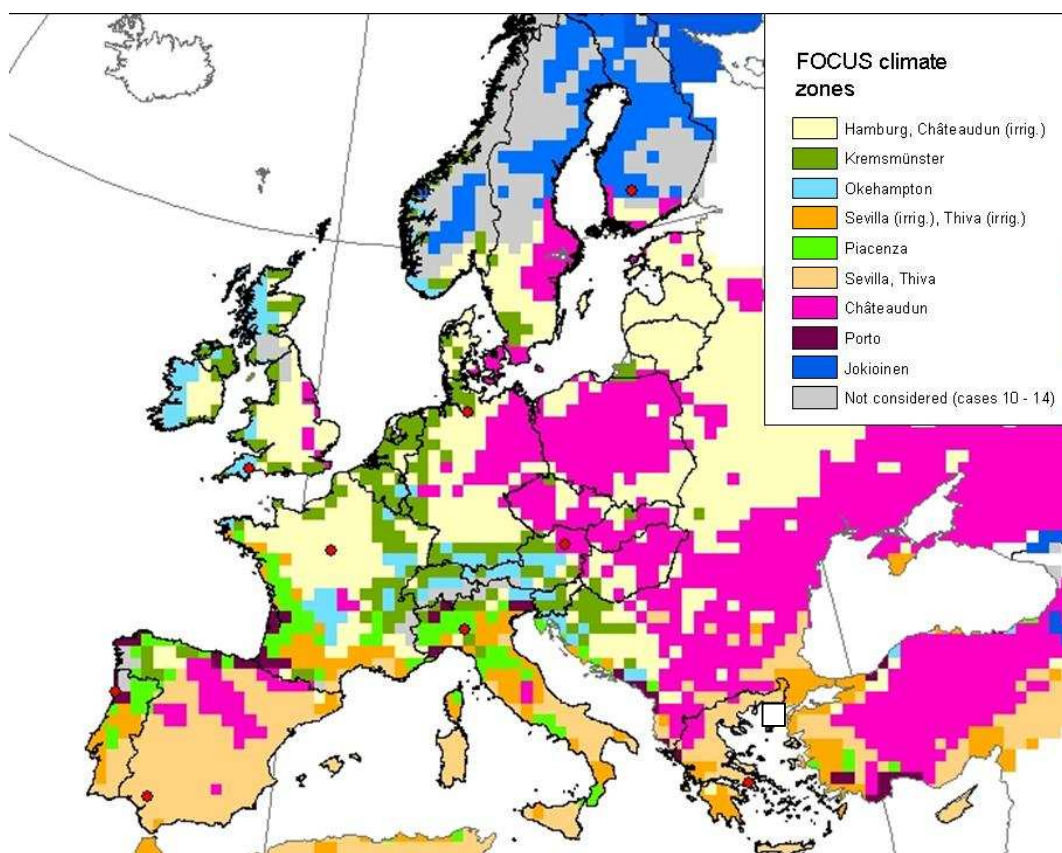 FOCUS climate
zones
Hamburg, Châteaudun (irrig.)
Kremsmünster
Okehampton
Sevilla (irrig.), Thiva (irrig.)
Piacenza
Sevilla, Thiva
Châteaudun
Porto
Jokioinen
Not considered (cases 10 - 14)